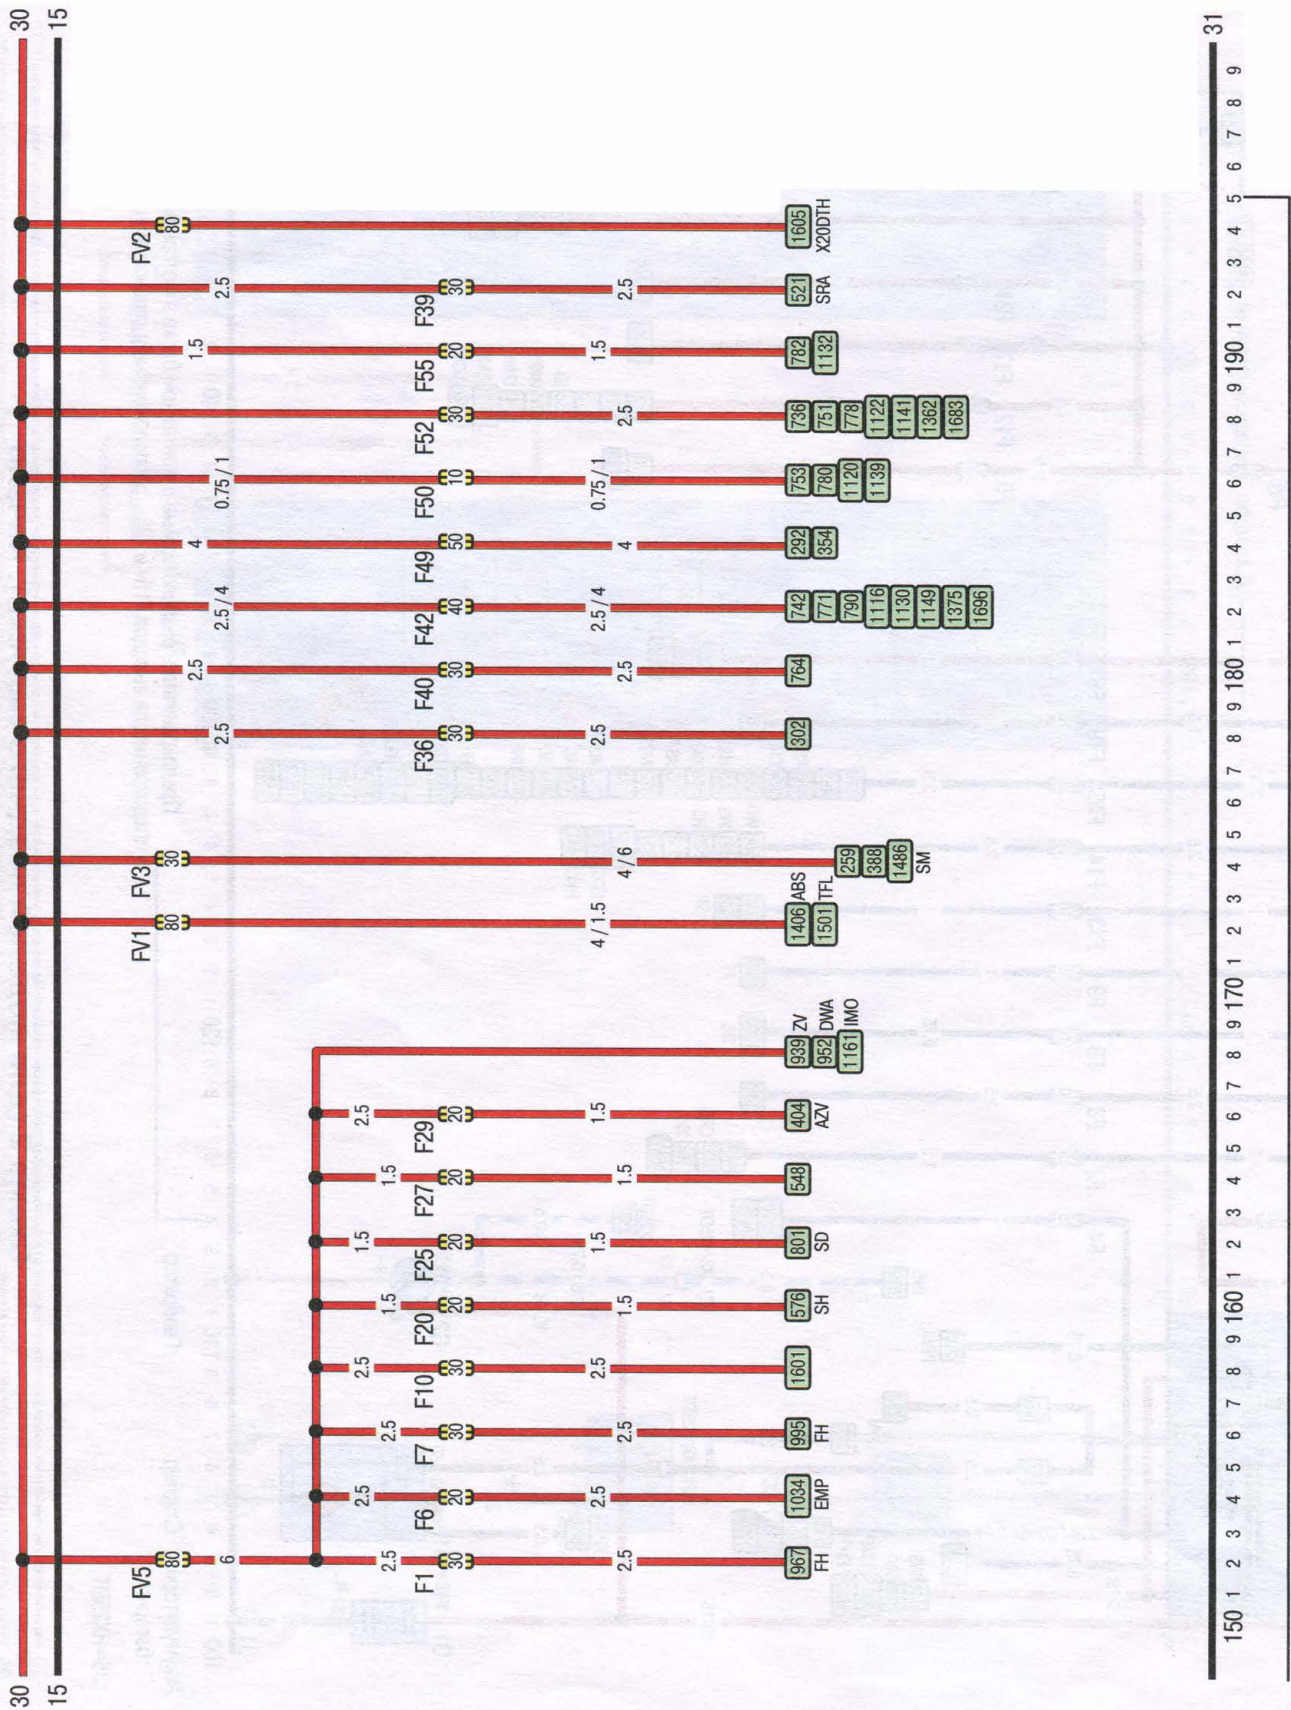 30 30
15 15
FV5 80 6
F1 2.5 30 2.5 967 FH
F6 2.5 20 2.5 1034 EMP
F7 2.5 30 2.5 995 FH
F10 2.5 30 2.5 1601
F20 1.5 20 1.5 576 SH
F25 1.5 20 1.5 801 SD
F27 1.5 20 1.5 548
F29 2.5 20 1.5 404 AZV
939 ZV
952 DWA
1161 IMO
FV1 80 4 / 1.5
1406 ABS
1501 TFL
FV3 30 4 / 6
259
388
1486
SM
F36 2.5 30 2.5 302
F40 2.5 30 2.5 764
F42 2.5 / 4 40 2.5 / 4
742
771
790
1116
1130
1149
1375
1696
F49 4 50 4
292
354
F50 0.75 / 1 10 0.75 / 1
753
780
1120
1139
F52 30 2.5
736
751
778
1122
1141
1362
1683
F55 1.5 20 1.5
782
1132
F39 2.5 30 2.5 521 SRA
FV2 80 1605 X20DTH
31
150 1 2 3 4 5 6 7 8 9 160 1 2 3 4 5 6 7 8 9 170 1 2 3 4 5 6 7 8 9 180 1 2 3 4 5 6 7 8 9 190 1 2 3 4 5 6 7 8 9